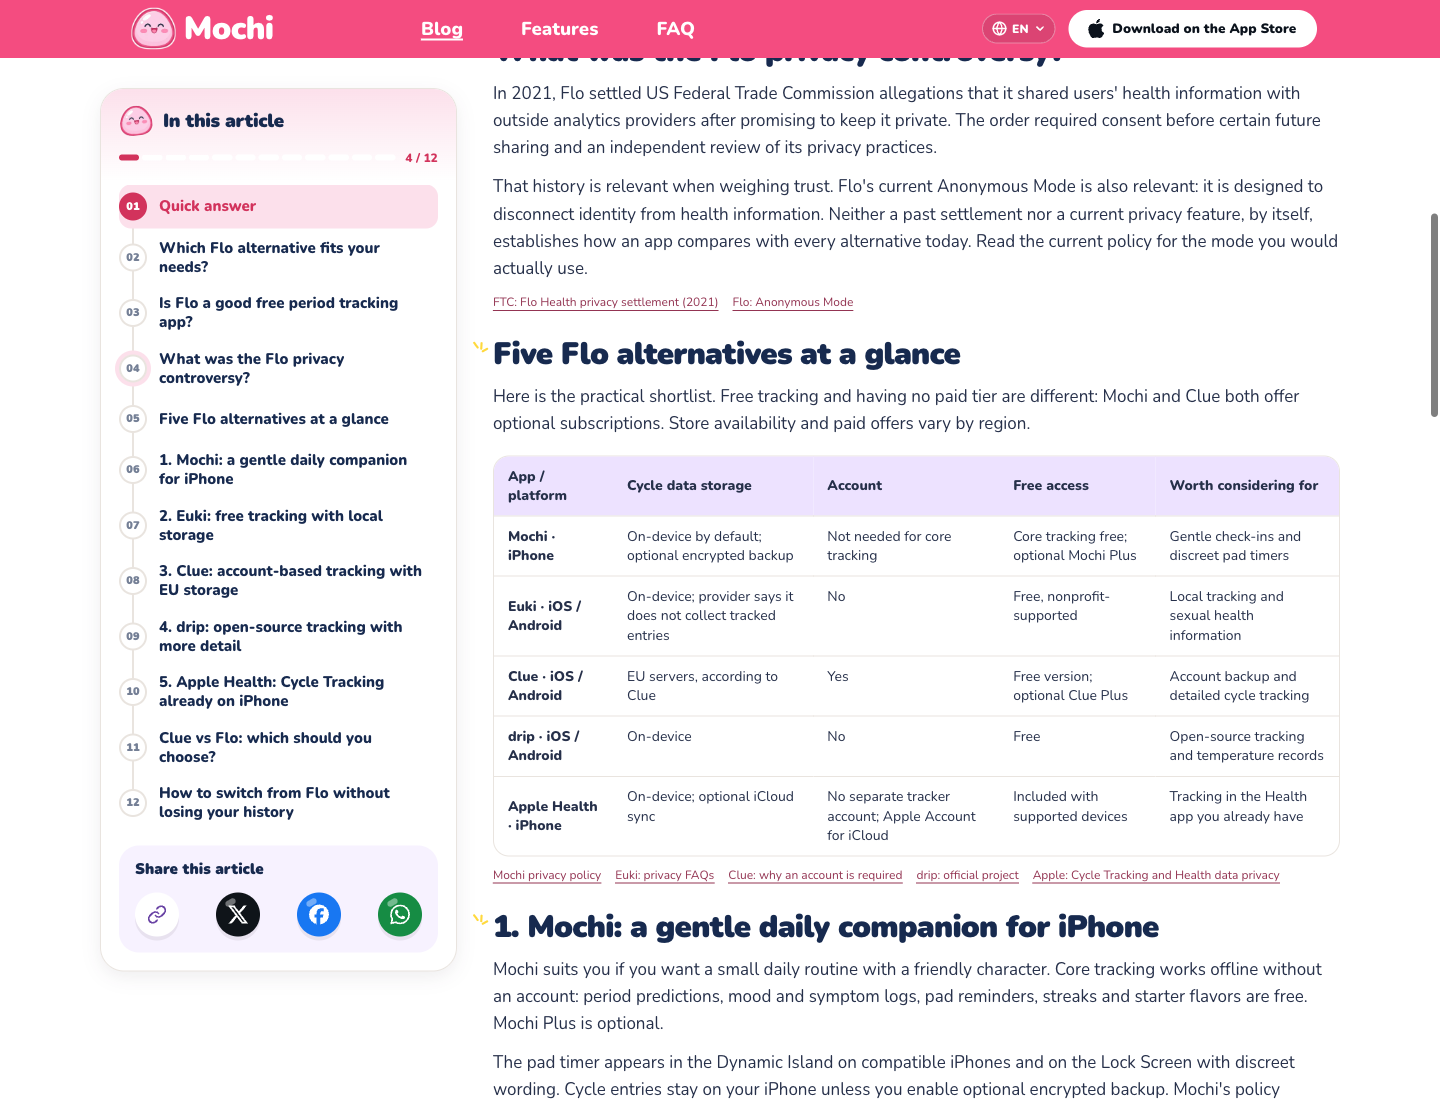 Mochi
Blog
Features
FAQ
EN
Download on the App Store
In this article
4 / 12
01 Quick answer
02 Which Flo alternative fits your
needs?
03 Is Flo a good free period tracking
app?
04 What was the Flo privacy
controversy?
05 Five Flo alternatives at a glance
06 1. Mochi: a gentle daily companion
for iPhone
07 2. Euki: free tracking with local
storage
08 3. Clue: account-based tracking with
EU storage
09 4. drip: open-source tracking with
more detail
10 5. Apple Health: Cycle Tracking
already on iPhone
11 Clue vs Flo: which should you
choose?
12 How to switch from Flo without
losing your history
Share this article
What was the Flo privacy controversy?
In 2021, Flo settled US Federal Trade Commission allegations that it shared users' health information with
outside analytics providers after promising to keep it private. The order required consent before certain future
sharing and an independent review of its privacy practices.
That history is relevant when weighing trust. Flo's current Anonymous Mode is also relevant: it is designed to
disconnect identity from health information. Neither a past settlement nor a current privacy feature, by itself,
establishes how an app compares with every alternative today. Read the current policy for the mode you would
actually use.
FTC: Flo Health privacy settlement (2021) Flo: Anonymous Mode
Five Flo alternatives at a glance
Here is the practical shortlist. Free tracking and having no paid tier are different: Mochi and Clue both offer
optional subscriptions. Store availability and paid offers vary by region.
App /
platform
Cycle data storage
Account
Free access
Worth considering for
Mochi ·
iPhone
On-device by default;
optional encrypted backup
Not needed for core
tracking
Core tracking free;
optional Mochi Plus
Gentle check-ins and
discreet pad timers
Euki · iOS /
Android
On-device; provider says it
does not collect tracked
entries
No
Free, nonprofit-
supported
Local tracking and
sexual health
information
Clue · iOS /
Android
EU servers, according to
Clue
Yes
Free version;
optional Clue Plus
Account backup and
detailed cycle tracking
drip · iOS /
Android
On-device
No
Free
Open-source tracking
and temperature records
Apple Health
· iPhone
On-device; optional iCloud
sync
No separate tracker
account; Apple Account
for iCloud
Included with
supported devices
Tracking in the Health
app you already have
Mochi privacy policy Euki: privacy FAQs Clue: why an account is required drip: official project Apple: Cycle Tracking and Health data privacy
1. Mochi: a gentle daily companion for iPhone
Mochi suits you if you want a small daily routine with a friendly character. Core tracking works offline without
an account: period predictions, mood and symptom logs, pad reminders, streaks and starter flavors are free.
Mochi Plus is optional.
The pad timer appears in the Dynamic Island on compatible iPhones and on the Lock Screen with discreet
wording. Cycle entries stay on your iPhone unless you enable optional encrypted backup. Mochi's policy